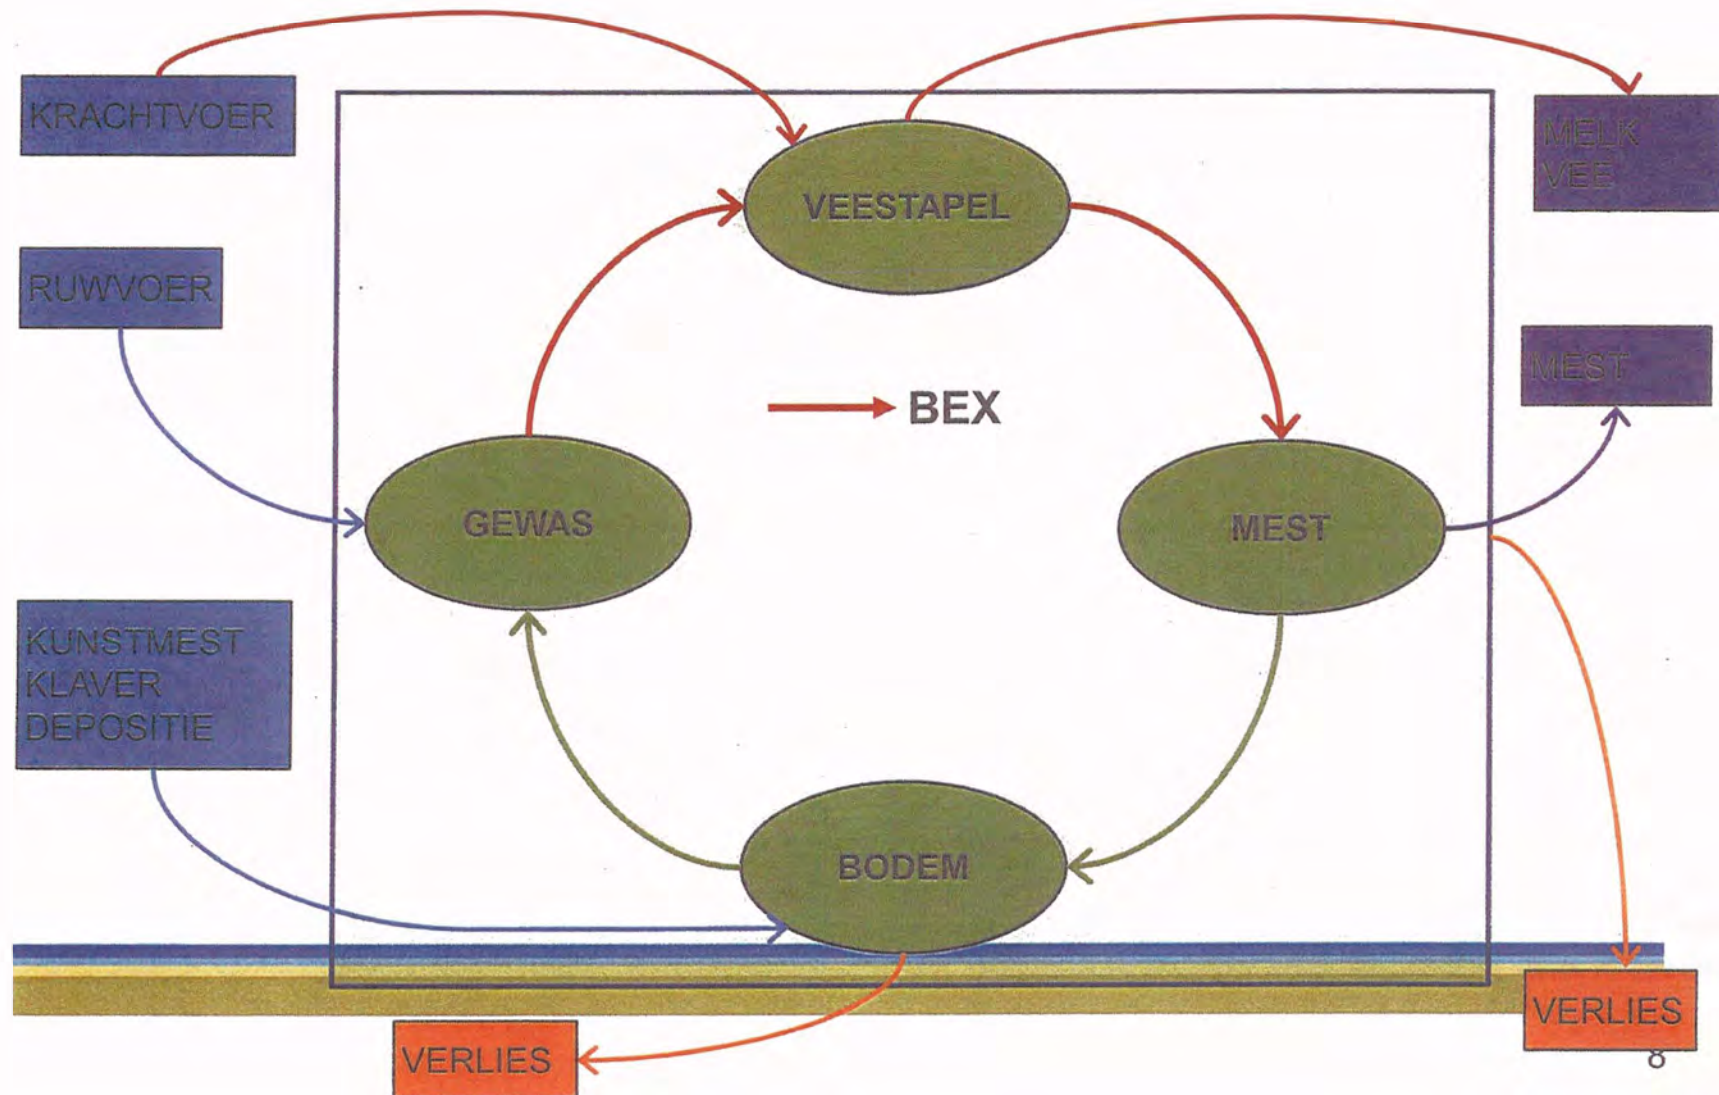 KRACHTVOER
MELK
VEE
VEESTAPEL
RUWVOER
MEST
BEX
GEWAS
MEST
KUNSTMEST
KLAVER
DEPOSITIE
BODEM
VERLIES
VERLIES
8